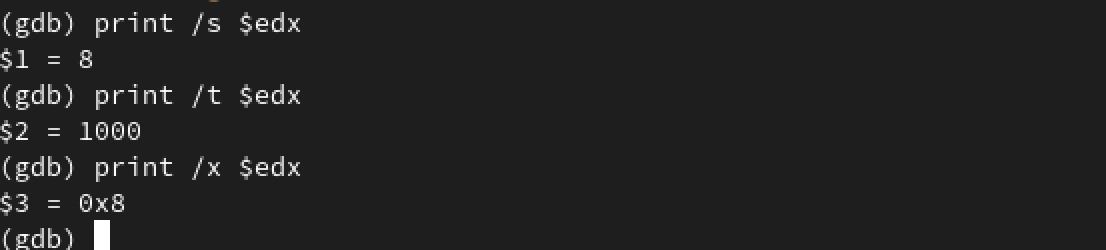 (gdb) print /s $edx
$1 = 8
(gdb) print /t $edx
$2 = 1000
(gdb) print /x $edx
$3 = 0x8
(gdb)